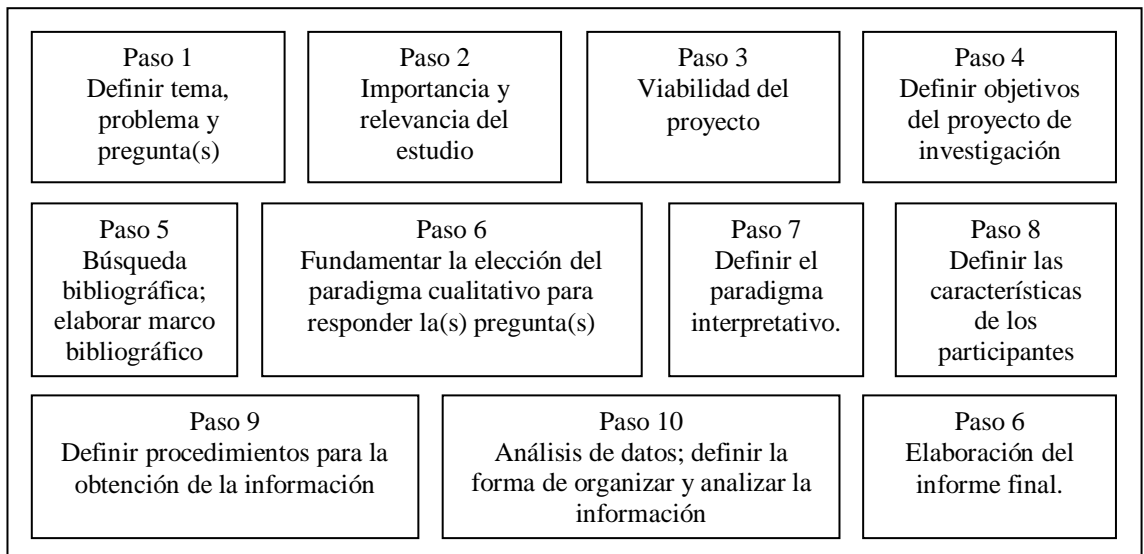 Paso 1
Definir tema,
problema y
pregunta(s)
Paso 2
Importancia y
relevancia del
estudio
Paso 3
Viabilidad del
proyecto
Paso 4
Definir objetivos
del proyecto de
investigación
Paso 5
Búsqueda
bibliográfica;
elaborar marco
bibliográfico
Paso 6
Fundamentar la elección del
paradigma cualitativo para
responder la(s) pregunta(s)
Paso 7
Definir el
paradigma
interpretativo.
Paso 8
Definir las
características
de los
participantes
Paso 9
Definir procedimientos para la
obtención de la información
Paso 10
Análisis de datos; definir la
forma de organizar y analizar la
información
Paso 6
Elaboración del
informe final.